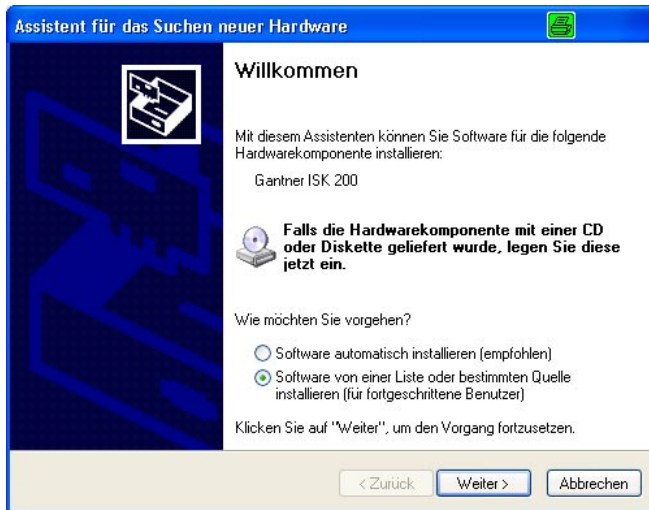 Assistent für das Suchen neuer Hardware
Willkommen
Mit diesem Assistenten können Sie Software für die folgende
Hardwarekomponente installieren:
Gantner ISK 200
Falls die Hardwarekomponente mit einer CD
oder Diskette geliefert wurde, legen Sie diese
jetzt ein.
Wie möchten Sie vorgehen?
Software automatisch installieren (empfohlen)
Software von einer Liste oder bestimmten Quelle
installieren (für fortgeschrittene Benutzer)
Klicken Sie auf "Weiter", um den Vorgang fortzusetzen.
< Zurück Weiter > Abbrechen